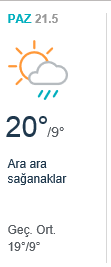 PAZ 21.5
20°/9°
Ara ara
sağanaklar
Geç. Ort.
19°/9°